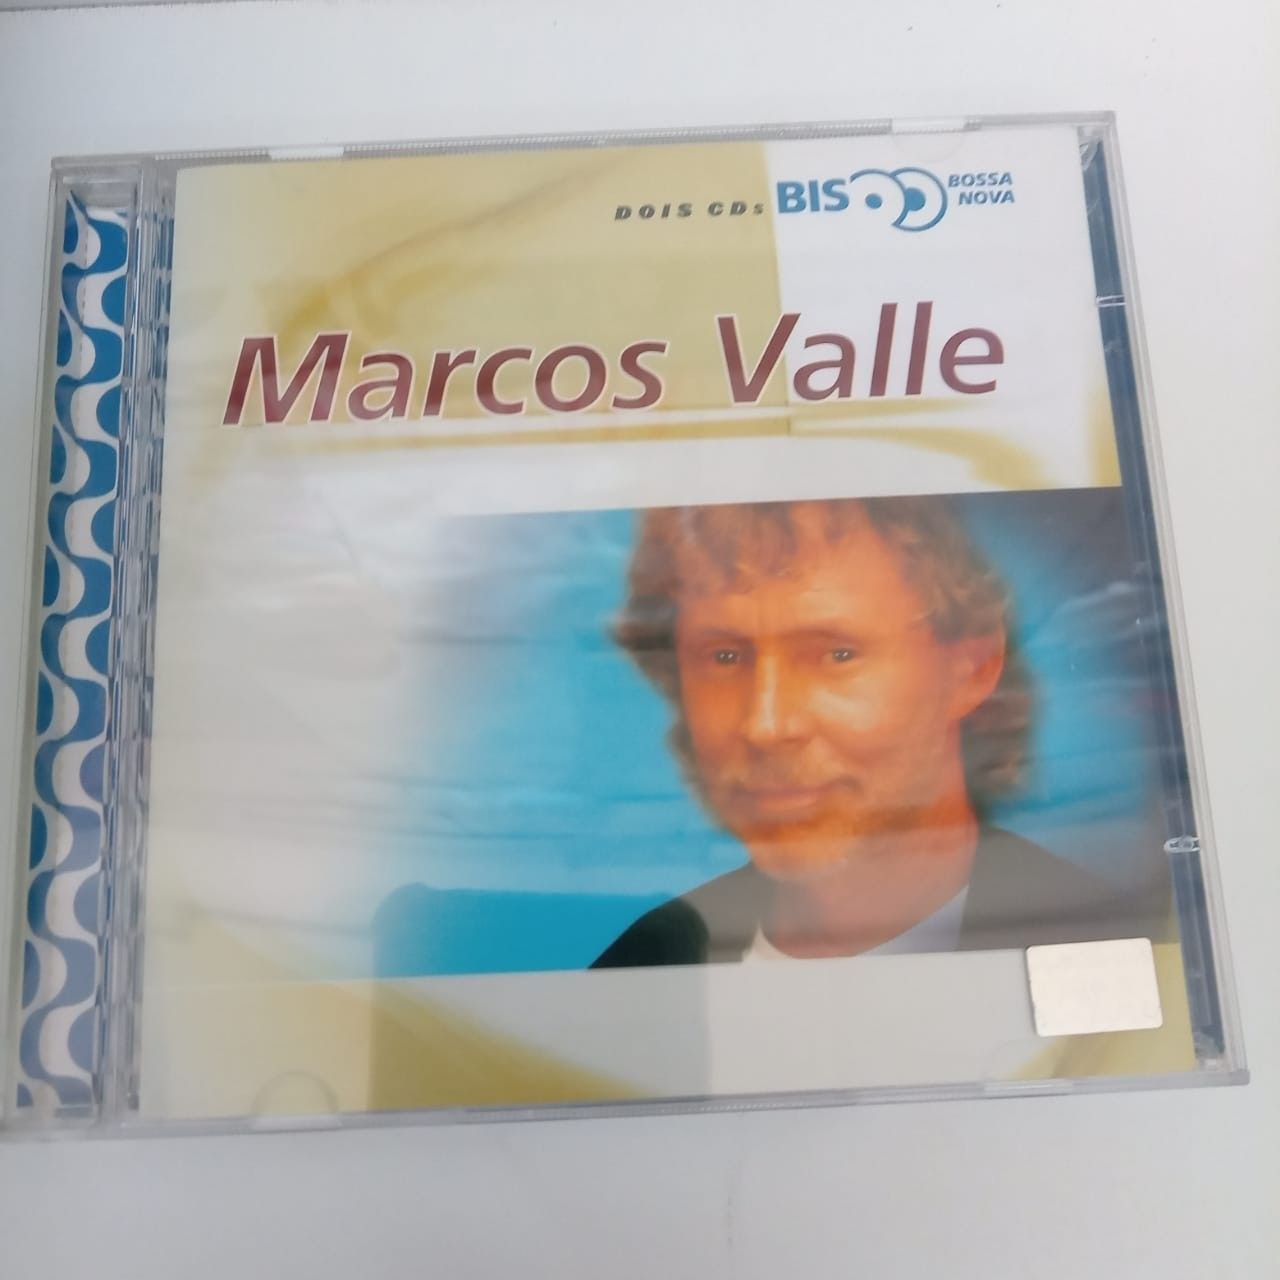 DOIS CDs BIS BOSSA
NOVA
Marcos Valle